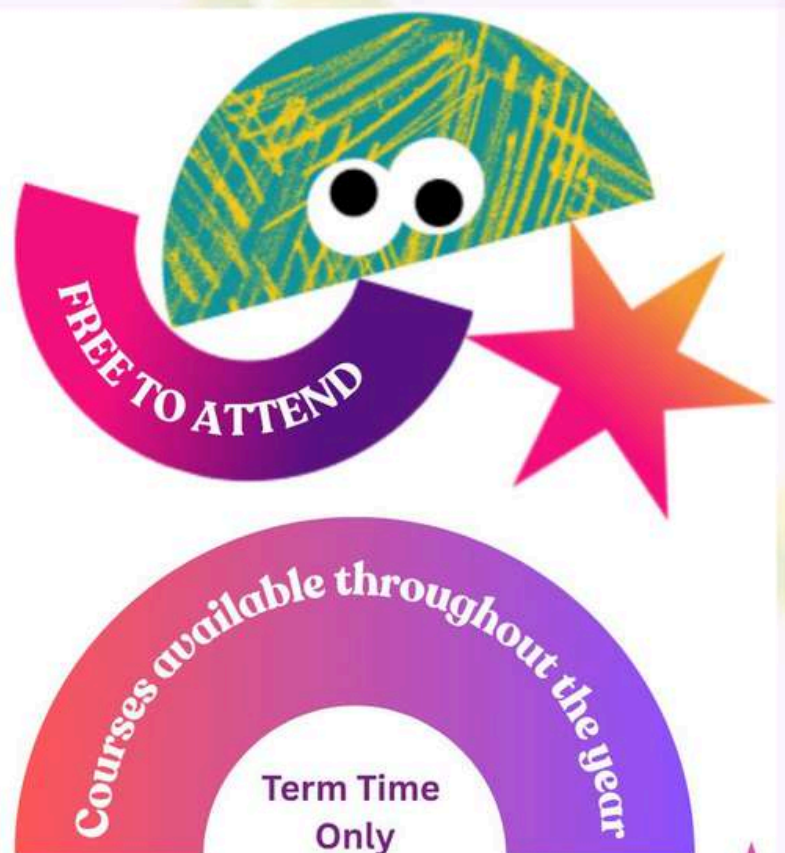 FREE TO ATTEND
Courses available throughout the year
Term Time
Only